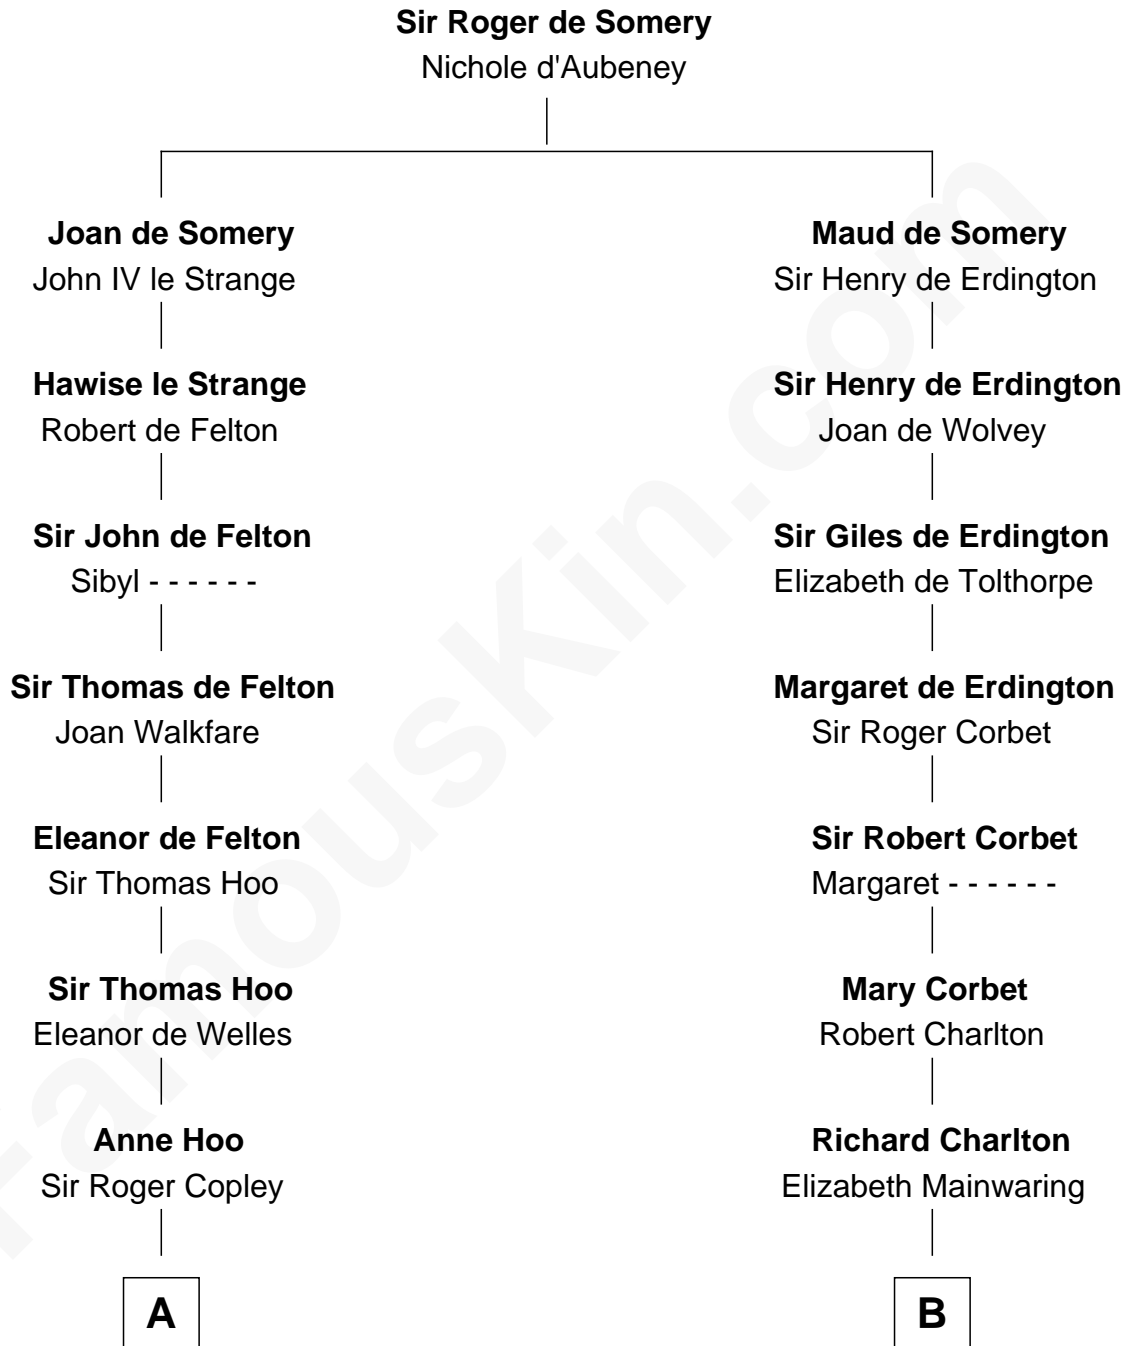 Sir Roger de Somery
Nichole d'Aubeney
Joan de Somery
John IV le Strange
Hawise le Strange
Robert de Felton
Sir John de Felton
Sibyl - - - - - -
Sir Thomas de Felton
Joan Walkfare
Eleanor de Felton
Sir Thomas Hoo
Sir Thomas Hoo
Eleanor de Welles
Anne Hoo
Sir Roger Copley
A
Maud de Somery
Sir Henry de Erdington
Sir Henry de Erdington
Joan de Wolvey
Sir Giles de Erdington
Elizabeth de Tolthorpe
Margaret de Erdington
Sir Roger Corbet
Sir Robert Corbet
Margaret - - - - - -
Mary Corbet
Robert Charlton
Richard Charlton
Elizabeth Mainwaring
B
FamousKin.com